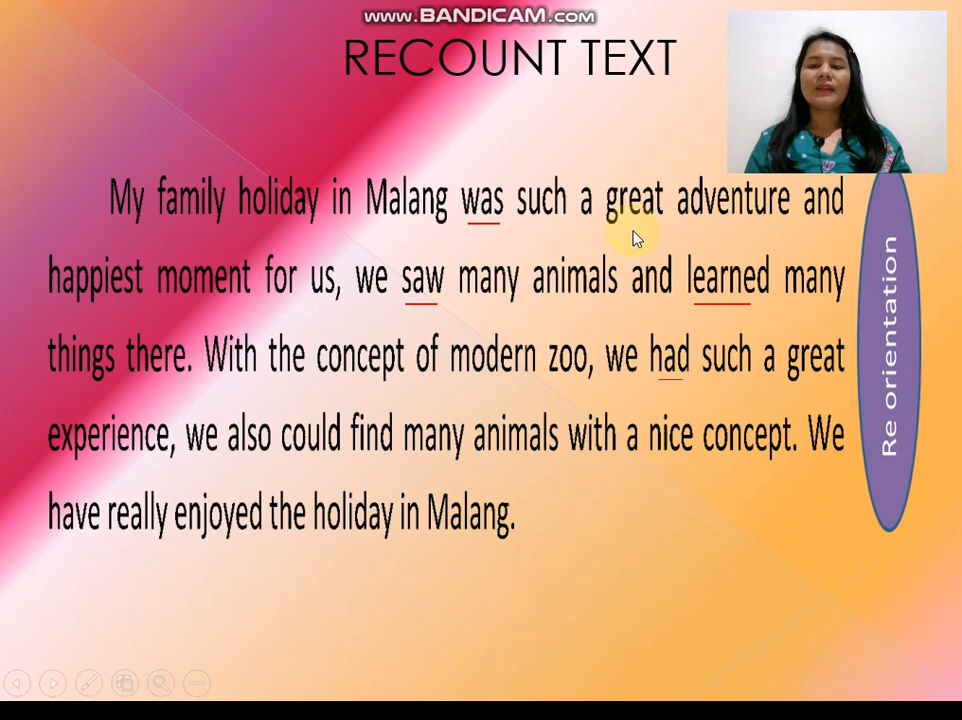 www.BANDICAM.com
RECOUNT TEXT
My family holiday in Malang was such a great adventure and
happiest moment for us, we saw many animals and learned many
things there. With the concept of modern zoo, we had such a great
experience, we also could find many animals with a nice concept. We
have really enjoyed the holiday in Malang.
Re orientation